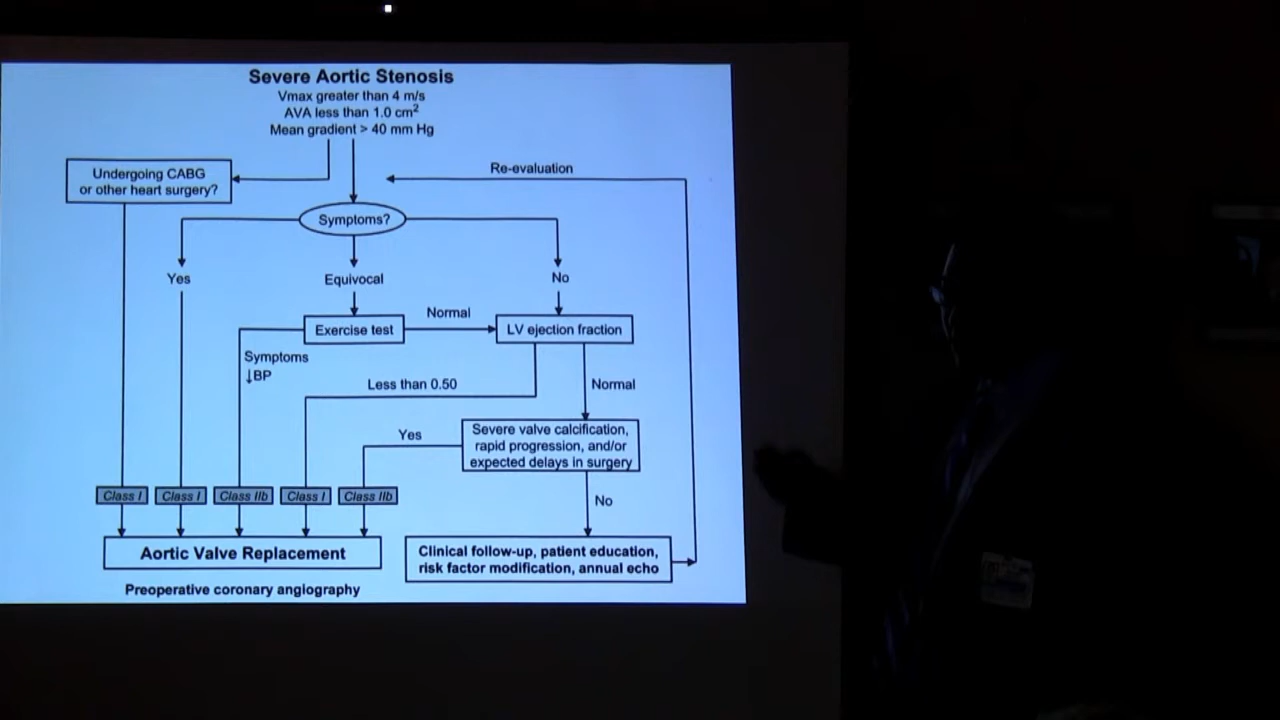 Severe Aortic Stenosis
Vmax greater than 4 m/s
AVA less than 1.0 cm²
Mean gradient > 40 mm Hg
Undergoing CABG
or other heart surgery?
Re-evaluation
Symptoms?
Yes
Equivocal
No
Exercise test
Normal
LV ejection fraction
Symptoms
↓BP
Less than 0.50
Normal
Yes
Severe valve calcification,
rapid progression, and/or
expected delays in surgery
No
Class I
Class I
Class IIb
Class I
Class IIb
Aortic Valve Replacement
Clinical follow-up, patient education,
risk factor modification, annual echo
Preoperative coronary angiography